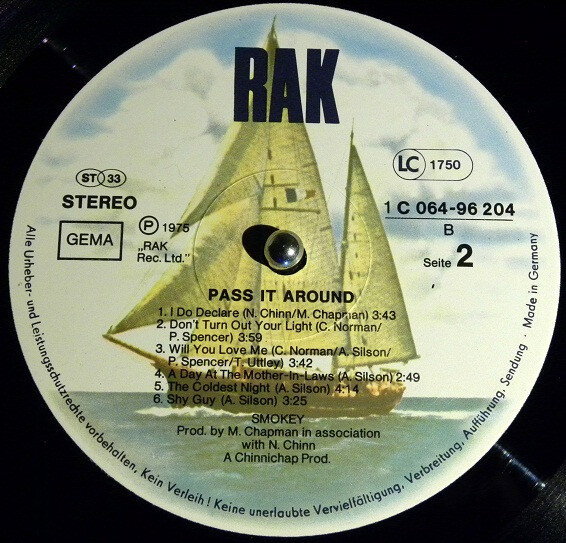 RAK
ST 33
STEREO
GEMA
P 1975
„RAK
Rec. Ltd."
LC 1750
1 C 064-96 204
B
Seite 2
PASS IT AROUND
1. I Do Declare (N. Chinn/M. Chapman) 3:43
2. Don't Turn Out Your Light (C. Norman/
P. Spencer) 3:59
3. Will You Love Me (C. Norman/A. Silson/
P. Spencer/T. Uttley) 3:42
4. A Day At The Mother-In-Laws (A. Silson) 2:49
5. The Coldest Night (A. Silson) 4:14
6. Shy Guy (A. Silson) 3:25
SMOKEY
Prod. by M. Chapman in association
with N. Chinn
A Chinnichap Prod.
Alle Urheber- und Leistungsschutzrechte vorbehalten. Kein Verleih! Keine unerlaubte Vervielfältigung, Verbreitung, Aufführung, Sendung · Made in Germany